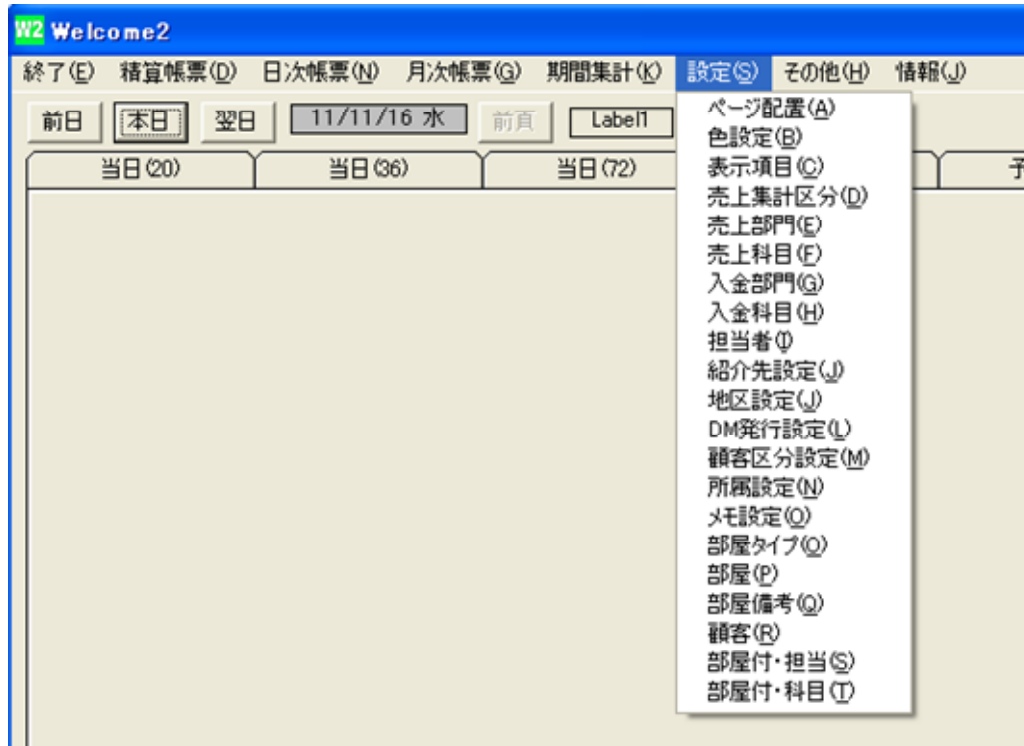 W2 Welcome2
終了(E) 精算帳票(D) 日次帳票(N) 月次帳票(G) 期間集計(K) 設定(S) その他(H) 情報(J)
前日 本日 翌日 11/11/16 水 前頁 Label1
当日(20) 当日(36) 当日(72) 予
ページ配置(A)
色設定(B)
表示項目(C)
売上集計区分(D)
売上部門(E)
売上科目(F)
入金部門(G)
入金科目(H)
担当者(I)
紹介先設定(J)
地区設定(J)
DM発行設定(L)
顧客区分設定(M)
所属設定(N)
メモ設定(O)
部屋タイプ(O)
部屋(P)
部屋備考(Q)
顧客(R)
部屋付・担当(S)
部屋付・科目(T)